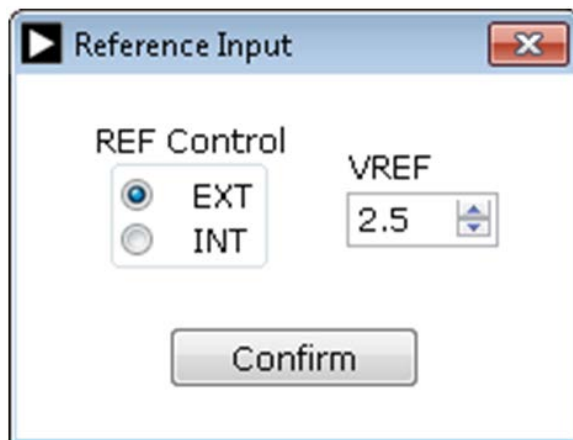 Reference Input
REF Control
EXT
INT
VREF
2.5
Confirm